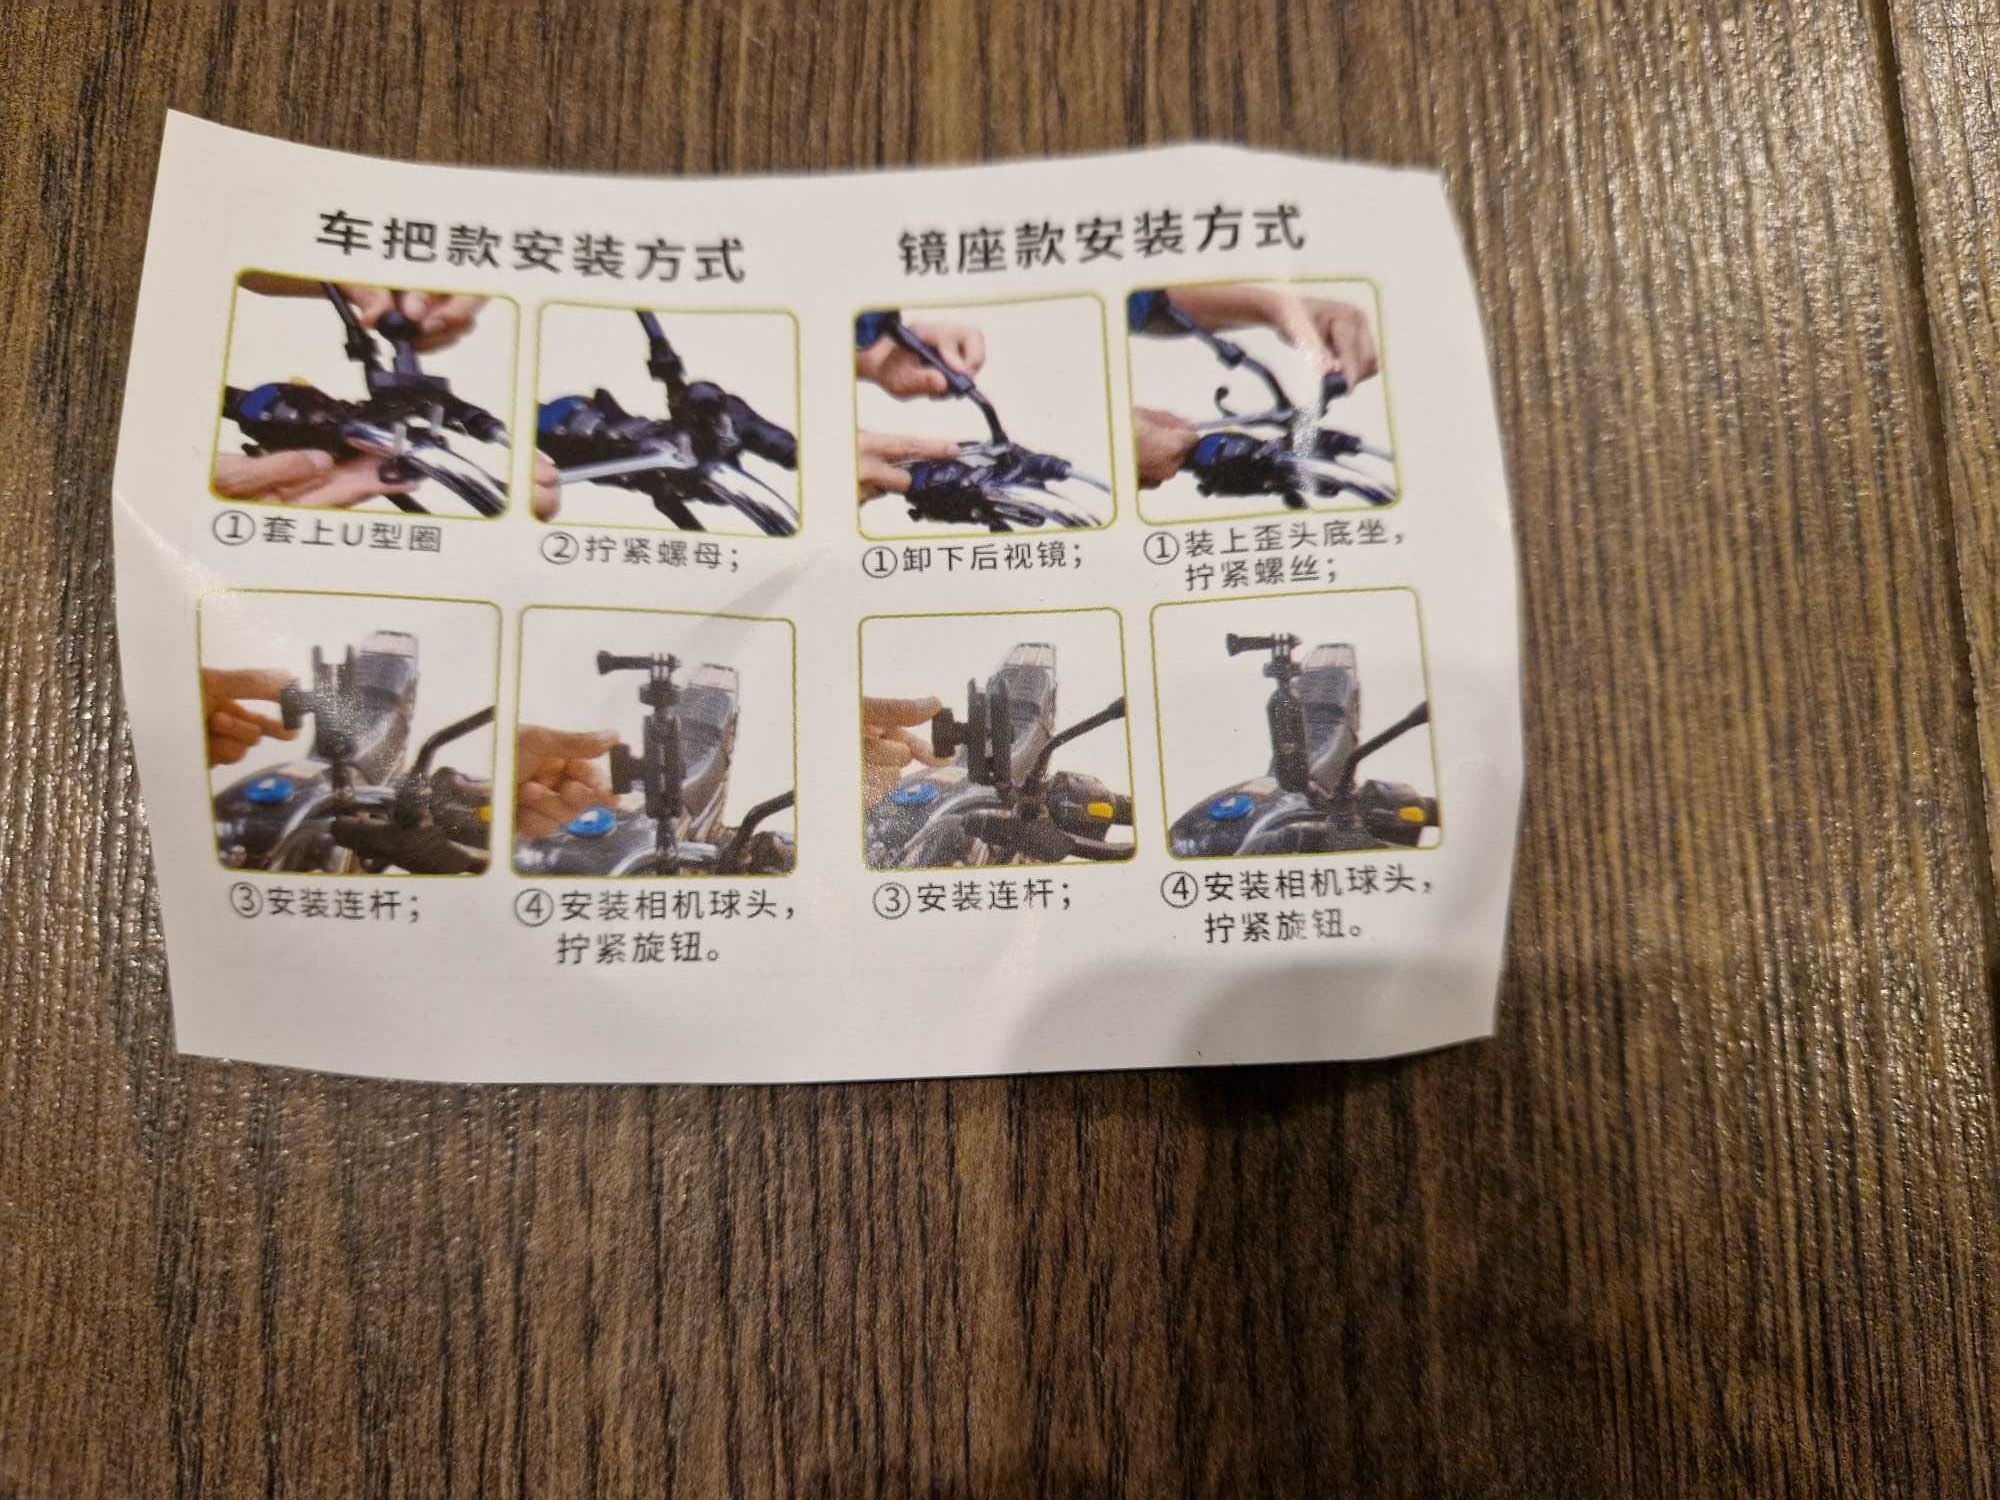 车把款安装方式
①套上U型圈
②拧紧螺母；
③安装连杆；
④安装相机球头，
拧紧旋钮。
镜座款安装方式
①卸下后视镜；
①装上歪头底坐，
拧紧螺丝；
③安装连杆；
④安装相机球头，
拧紧旋钮。